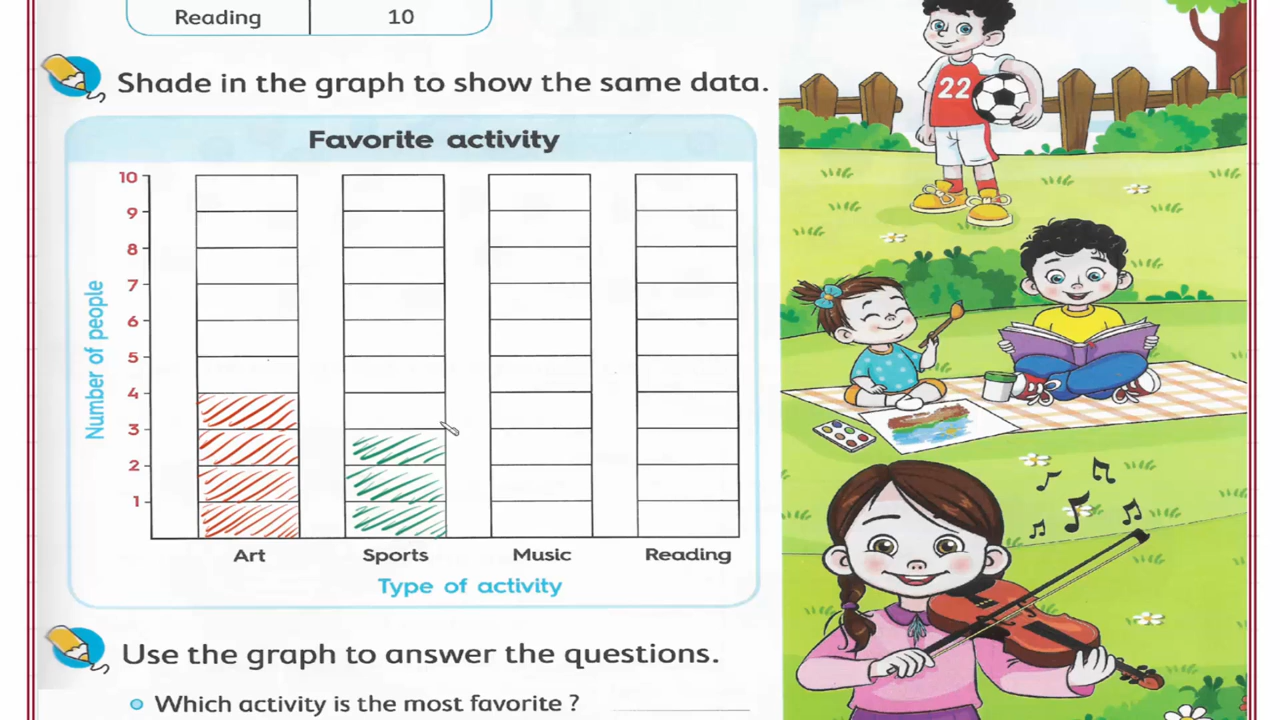 Reading 10
Shade in the graph to show the same data.
Favorite activity
10
9
8
7
6
5
4
3
2
1
Number of people
Art Sports Music Reading
Type of activity
22
Use the graph to answer the questions.
Which activity is the most favorite ?